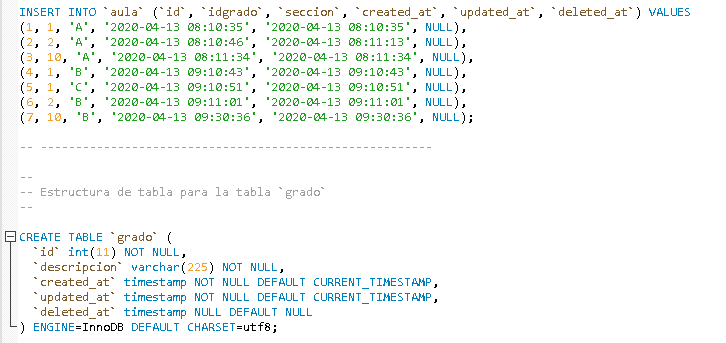 INSERT INTO `aula` (`id`, `idgrado`, `seccion`, `created_at`, `updated_at`, `deleted_at`) VALUES
(1, 1, 'A', '2020-04-13 08:10:35', '2020-04-13 08:10:35', NULL),
(2, 2, 'A', '2020-04-13 08:10:46', '2020-04-13 08:11:13', NULL),
(3, 10, 'A', '2020-04-13 08:11:34', '2020-04-13 08:11:34', NULL),
(4, 1, 'B', '2020-04-13 09:10:43', '2020-04-13 09:10:43', NULL),
(5, 1, 'C', '2020-04-13 09:10:51', '2020-04-13 09:10:51', NULL),
(6, 2, 'B', '2020-04-13 09:11:01', '2020-04-13 09:11:01', NULL),
(7, 10, 'B', '2020-04-13 09:30:36', '2020-04-13 09:30:36', NULL);
-- --------------------------------------------------------
--
-- Estructura de tabla para la tabla `grado`
--
CREATE TABLE `grado` (
`id` int(11) NOT NULL,
`descripcion` varchar(225) NOT NULL,
`created_at` timestamp NOT NULL DEFAULT CURRENT_TIMESTAMP,
`updated_at` timestamp NOT NULL DEFAULT CURRENT_TIMESTAMP,
`deleted_at` timestamp NULL DEFAULT NULL
) ENGINE=InnoDB DEFAULT CHARSET=utf8;